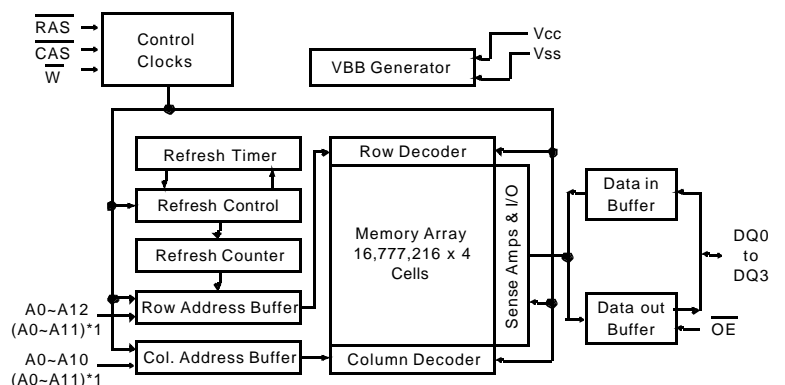 RAS
CAS
W
Control
Clocks
VBB Generator
Vcc
Vss
Refresh Timer
Refresh Control
Refresh Counter
Row Address Buffer
Col. Address Buffer
A0~A12
(A0~A11)*1
A0~A10
(A0~A11)*1
Row Decoder
Memory Array
16,777,216 x 4
Cells
Column Decoder
Sense Amps & I/O
Data in
Buffer
Data out
Buffer
DQ0
to
DQ3
OE